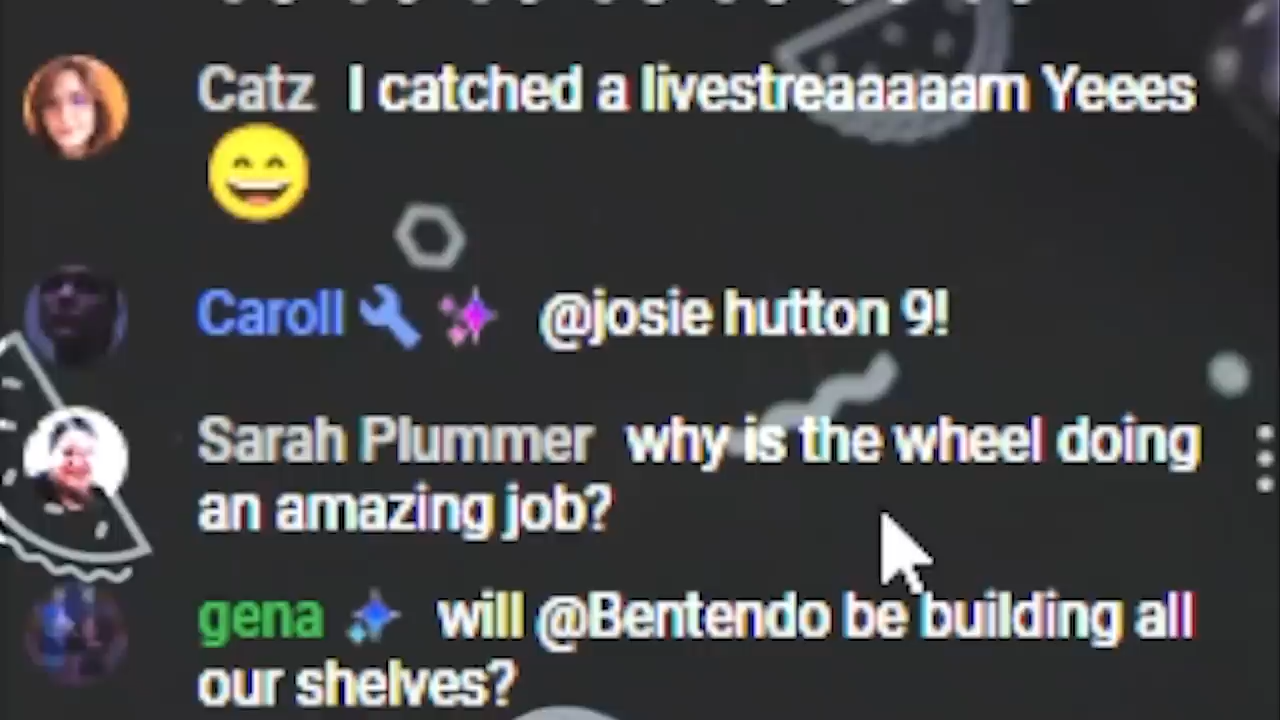 Catz I catched a livestreaaaaam Yeees
😄
Caroll @josie hutton 9!
Sarah Plummer why is the wheel doing
an amazing job?
gena will @Bentendo be building all
our shelves?